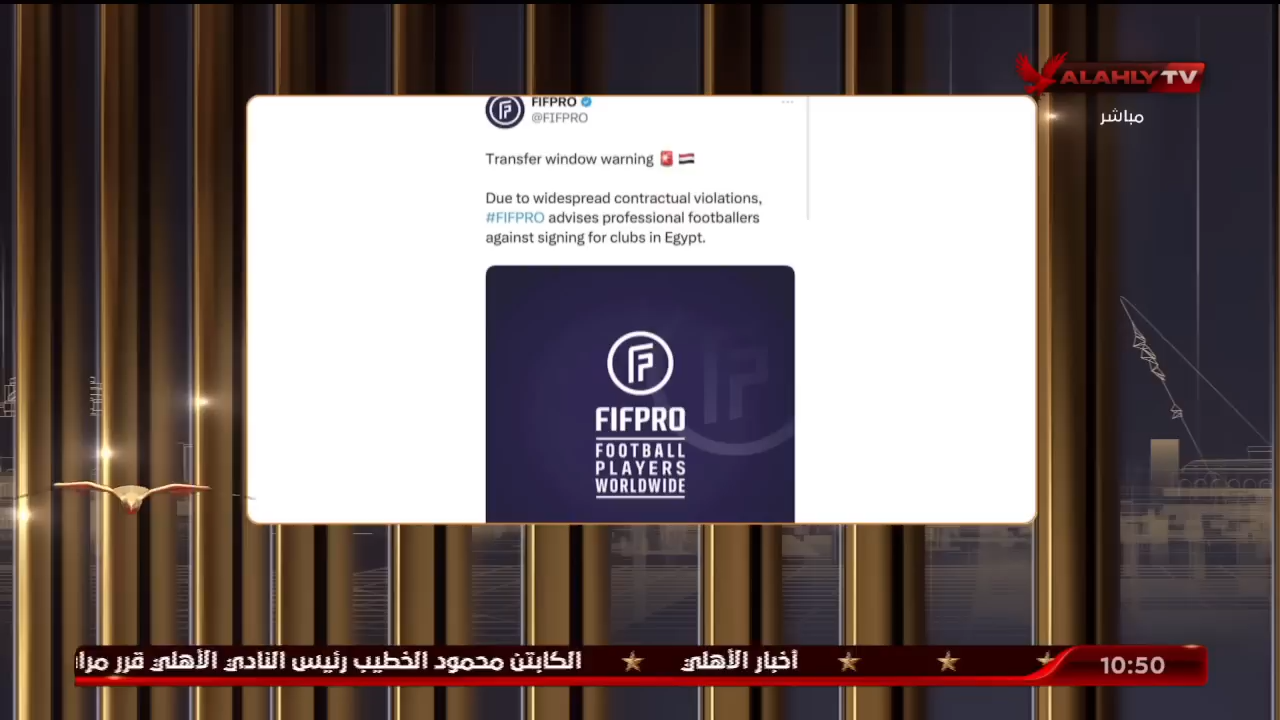 ALAHLY TV
مباشر
FIFPRO
@FIFPRO
Transfer window warning 🚨 🇪🇬
Due to widespread contractual violations,
#FIFPRO advises professional footballers
against signing for clubs in Egypt.
FIFPRO
FOOTBALL
PLAYERS
WORLDWIDE
أخبار الأهلي ★ الكابتن محمود الخطيب رئيس النادي الأهلي قرر
10:50